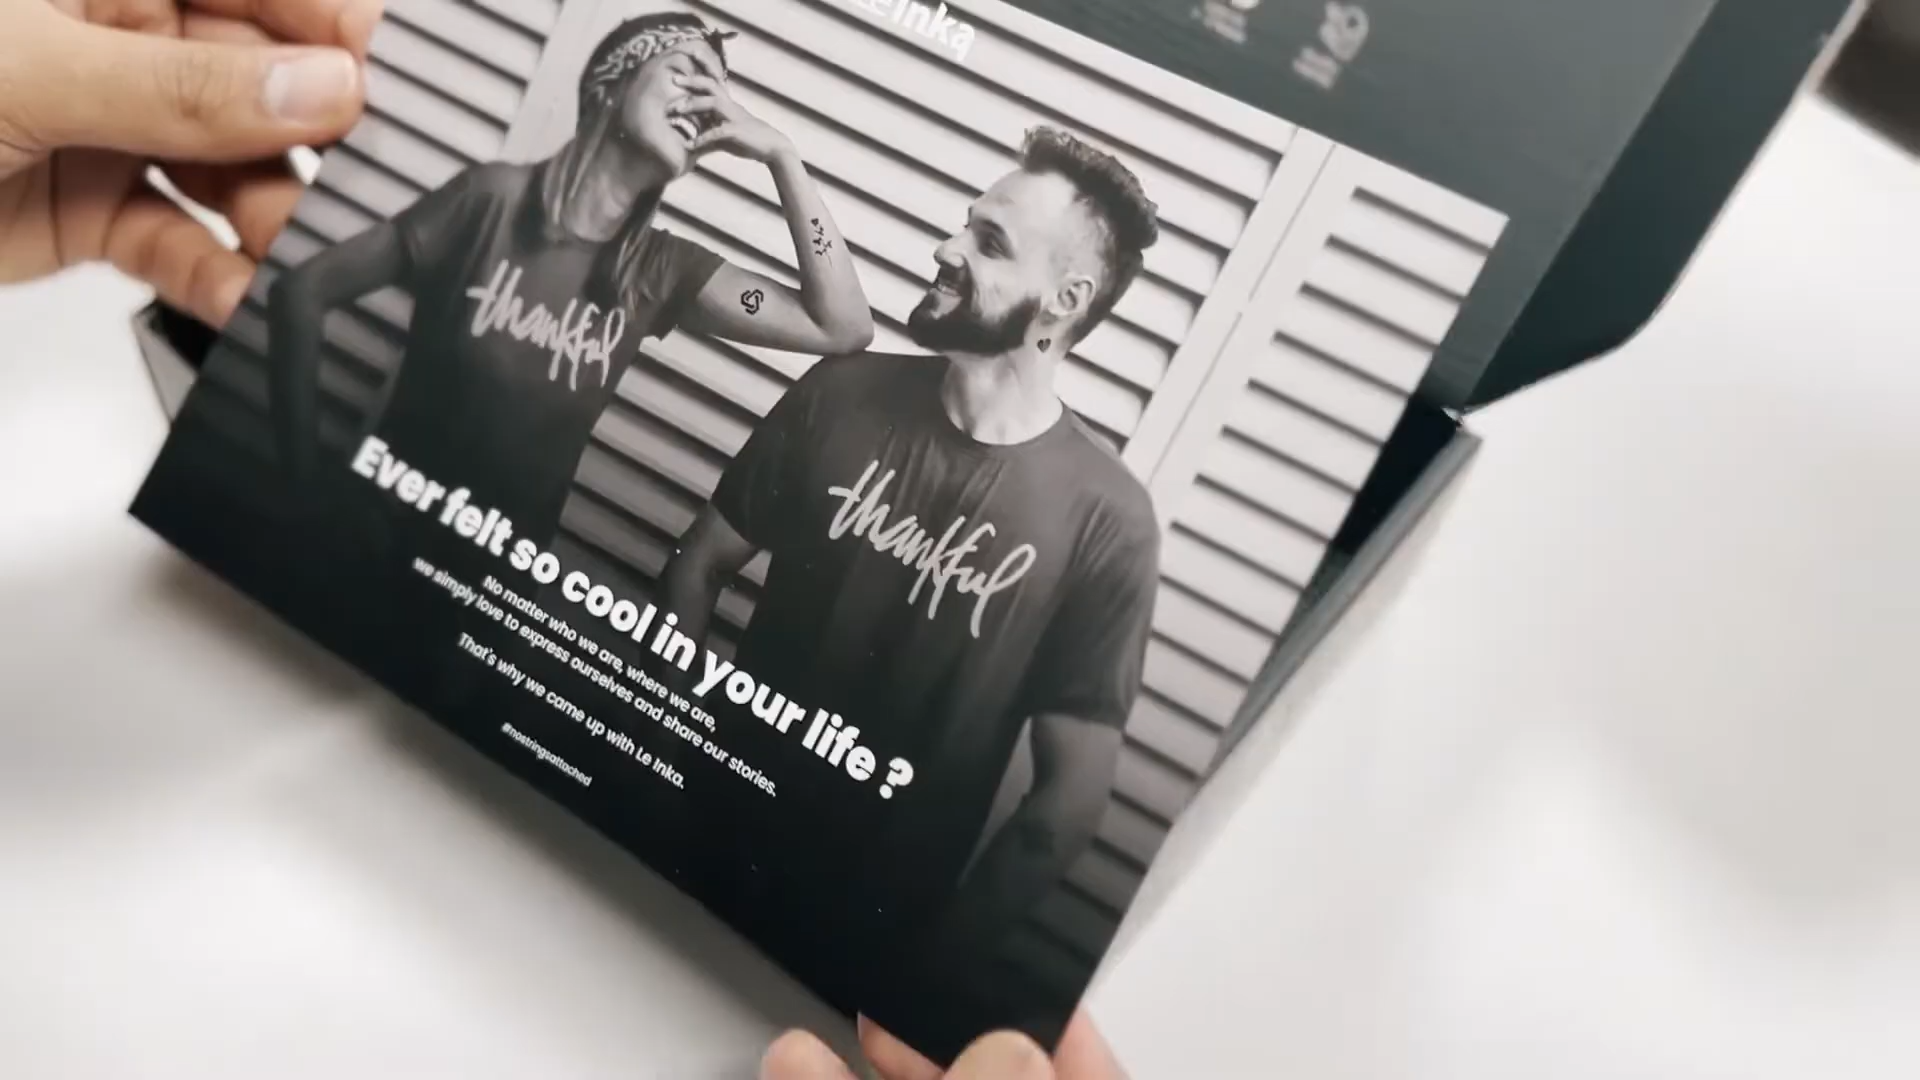 Le Inka
thankful
thankful
Ever felt so cool in your life ?
No matter who we are, where we are,
we simply love to express ourselves and share our stories.
That's why we came up with Le Inka.
#nostringsattached